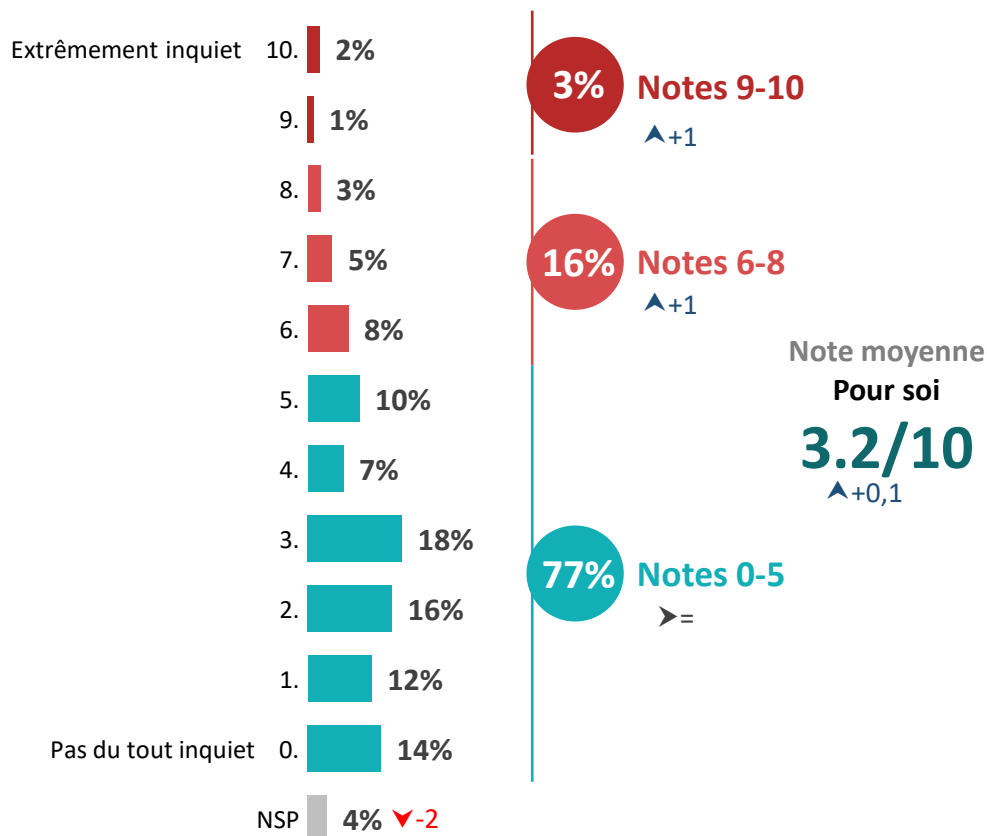 Extrêmement inquiet 10. 2%
9. 1%
8. 3%
7. 5%
6. 8%
5. 10%
4. 7%
3. 18%
2. 16%
1. 12%
Pas du tout inquiet 0. 14%
NSP 4% -2
3% Notes 9-10
+1
16% Notes 6-8
+1
77% Notes 0-5
=
Note moyenne
Pour soi
3.2/10
+0,1